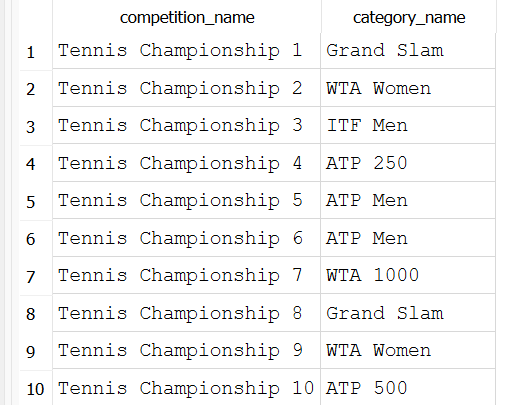 competition_name category_name
1 Tennis Championship 1 Grand Slam
2 Tennis Championship 2 WTA Women
3 Tennis Championship 3 ITF Men
4 Tennis Championship 4 ATP 250
5 Tennis Championship 5 ATP Men
6 Tennis Championship 6 ATP Men
7 Tennis Championship 7 WTA 1000
8 Tennis Championship 8 Grand Slam
9 Tennis Championship 9 WTA Women
10 Tennis Championship 10 ATP 500